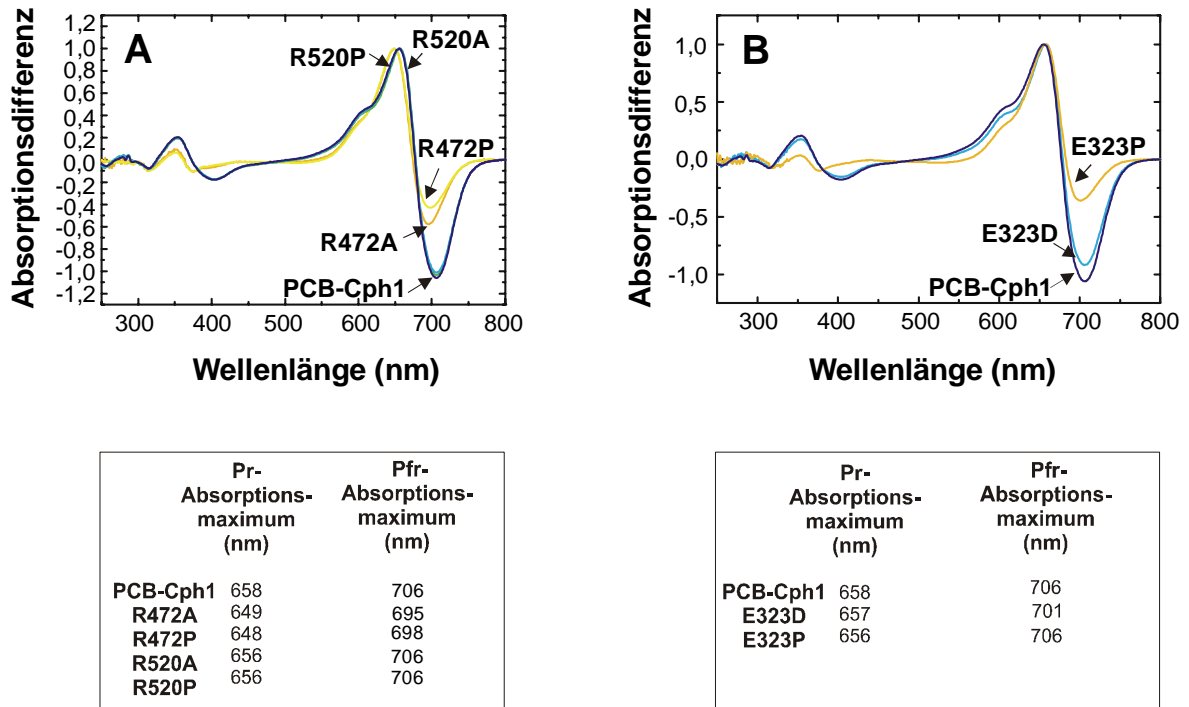 A
Absorptionsdifferenz
1,2
1,0
0,8
0,6
0,4
0,2
0,0
-0,2
-0,4
-0,6
-0,8
-1,0
-1,2
R520P
R520A
R472P
R472A
PCB-Cph1
300 400 500 600 700 800
Wellenlänge (nm)
B
Absorptionsdifferenz
1,0
0,5
0,0
-0,5
-1,0
E323P
E323D
PCB-Cph1
300 400 500 600 700 800
Wellenlänge (nm)
Pr- Pfr-
Absorptions- Absorptions-
maximum maximum
(nm) (nm)
PCB-Cph1 658 706
R472A 649 695
R472P 648 698
R520A 656 706
R520P 656 706
Pr- Pfr-
Absorptions- Absorptions-
maximum maximum
(nm) (nm)
PCB-Cph1 658 706
E323D 657 701
E323P 656 706